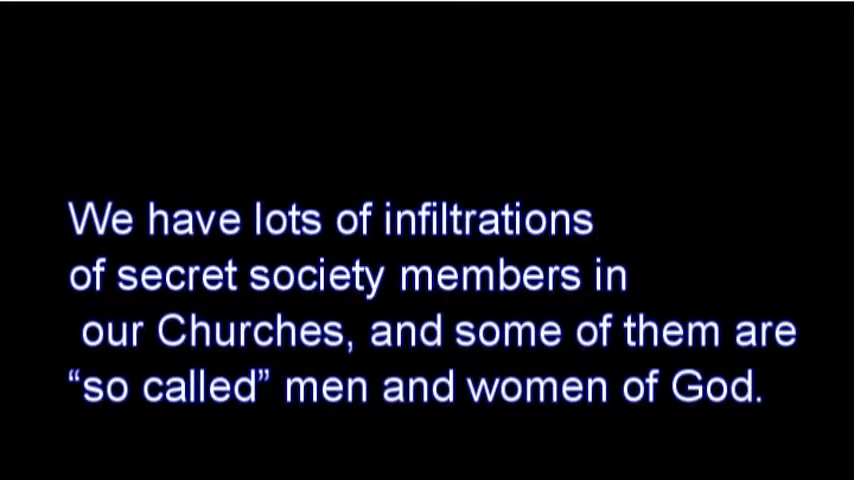 We have lots of infiltrations
of secret society members in
our Churches, and some of them are
“so called” men and women of God.